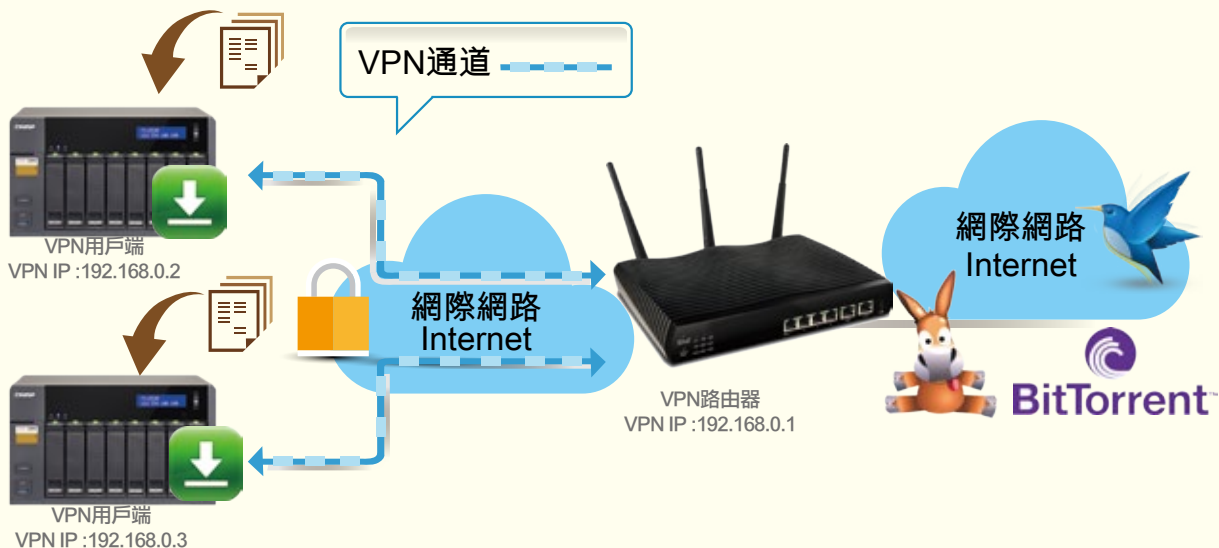 VPN通道
VPN用戶端
VPN IP :192.168.0.2
網際網路
Internet
VPN路由器
VPN IP :192.168.0.1
網際網路
Internet
BitTorrent
VPN用戶端
VPN IP :192.168.0.3